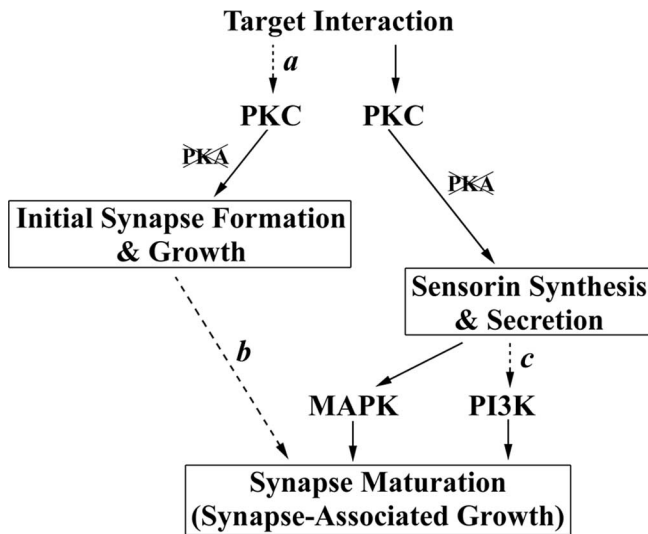 Target Interaction
a
PKC
PKC
PKA
PKA
Initial Synapse Formation
& Growth
Sensorin Synthesis
& Secretion
b
c
MAPK
PI3K
Synapse Maturation
(Synapse-Associated Growth)